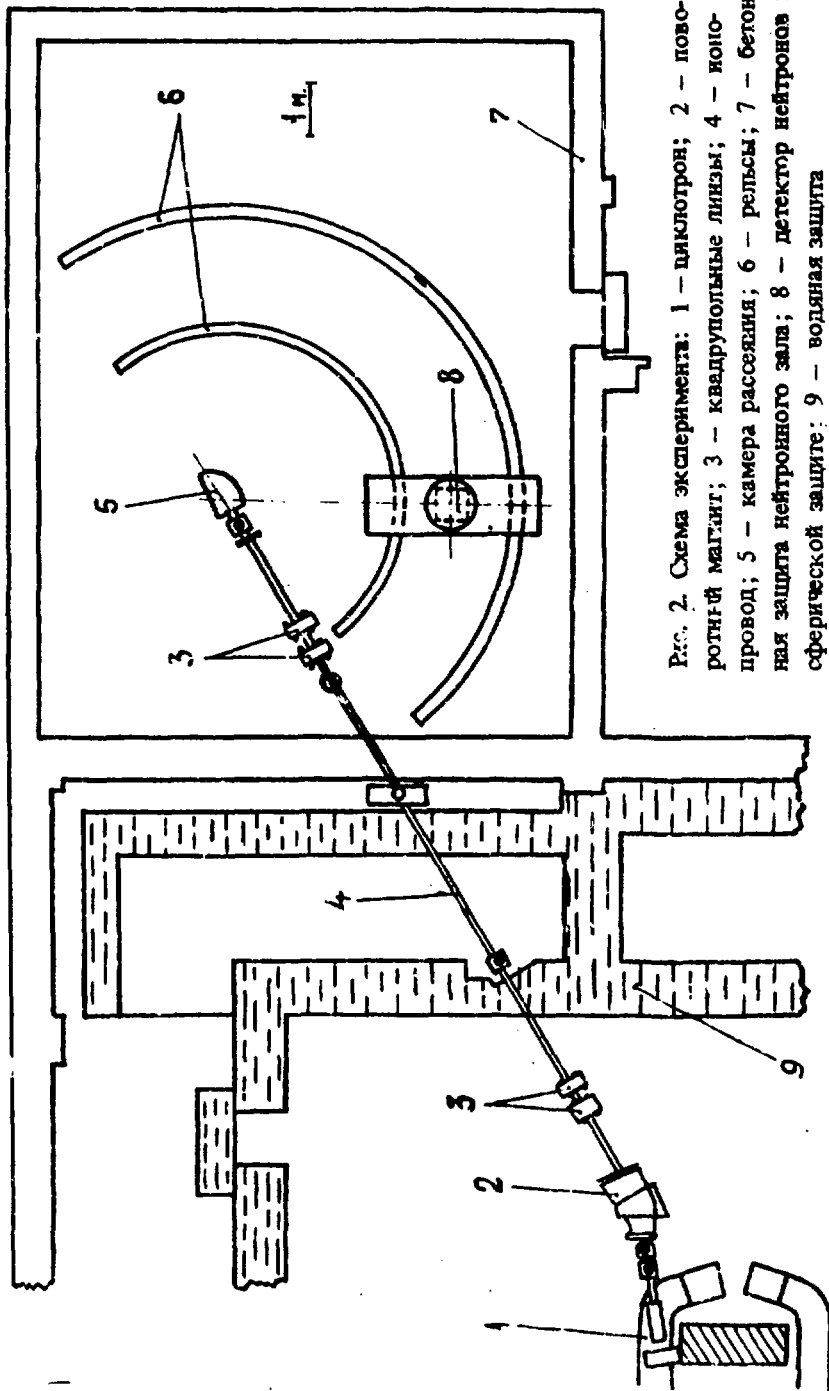 6
1 м.
5
7
3
8
4
3
9
2
1
Рис. 2. Схема эксперимента: 1 – циклотрон; 2 – пово-
ротный магнит; 3 – квадрупольные линзы; 4 – ионо-
провод; 5 – камера рассеяния; 6 – рельсы; 7 – бетон
ная защита нейтронного зала; 8 – детектор нейтронов
сферической защите; 9 – водяная защита